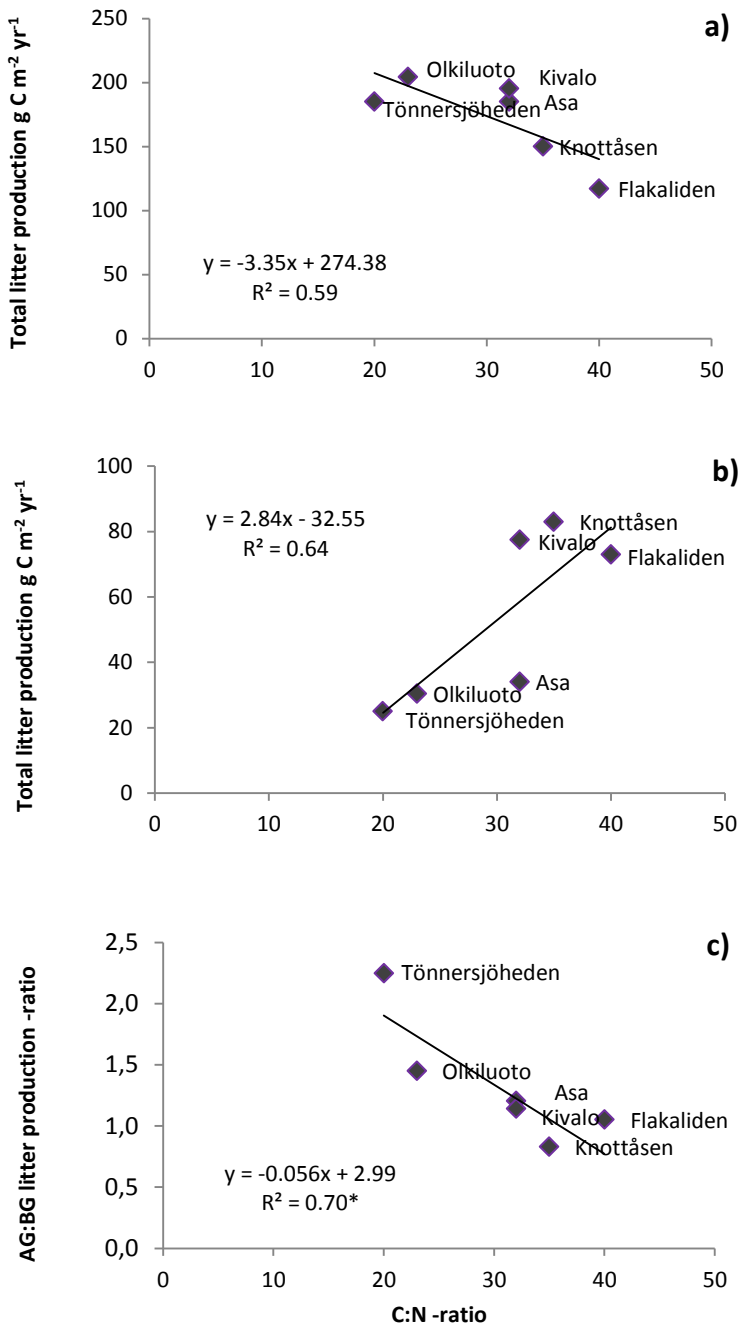 a)
Total litter production g C m⁻² yr⁻¹
250
200
150
100
50
0
Olkiluoto
Kivalo
Tönnersjöheden
Asa
Knottåsen
Flakaliden
y = -3.35x + 274.38
R² = 0.59
0 10 20 30 40 50
b)
Total litter production g C m⁻² yr⁻¹
100
80
60
40
20
0
y = 2.84x - 32.55
R² = 0.64
Knottåsen
Kivalo
Flakaliden
Asa
Olkiluoto
Tönnersjöheden
0 10 20 30 40 50
c)
AG:BG litter production -ratio
2,5
2,0
1,5
1,0
0,5
0,0
Tönnersjöheden
Olkiluoto
Asa
Kivalo
Flakaliden
Knottåsen
y = -0.056x + 2.99
R² = 0.70*
0 10 20 30 40 50
C:N -ratio